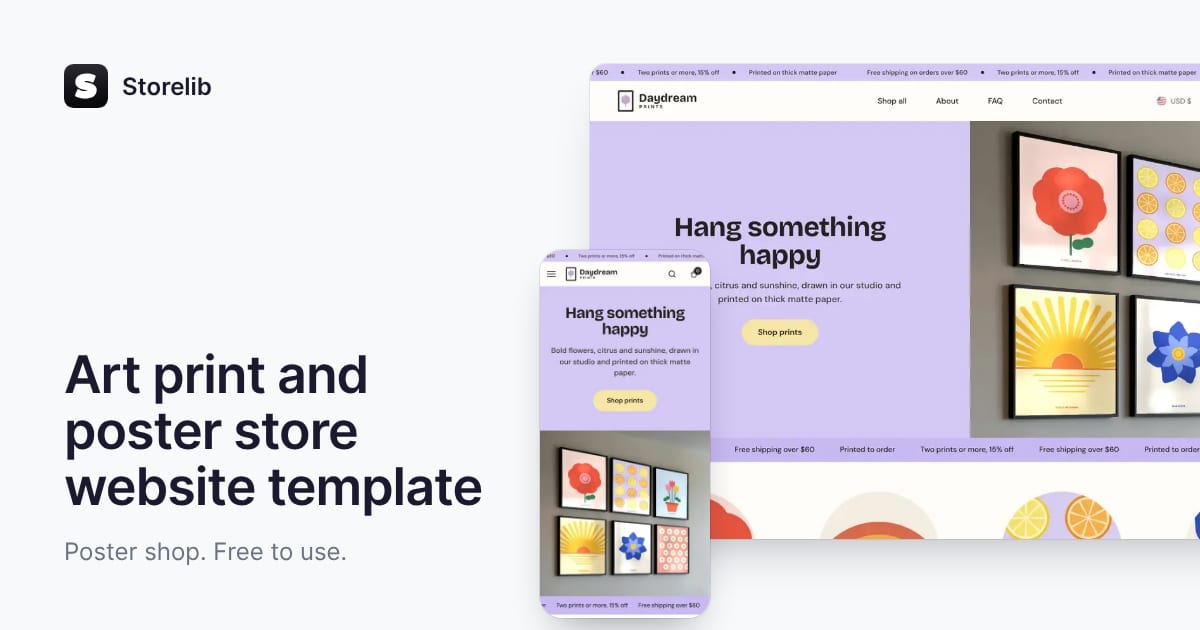 Storelib
Art print and
poster store
website template
Poster shop. Free to use.
$60 • Two prints or more, 15% off • Printed on thick matte paper Free shipping on orders over $60 • Two prints or more, 15% off • Printed on thick matte paper
Daydream
PRINTS
Shop all About FAQ Contact USD $
Hang something
happy
, citrus and sunshine, drawn in our studio and
printed on thick matte paper.
Shop prints
Free shipping over $60 Printed to order Two prints or more, 15% off Free shipping over $60 Printed to order
$60 • Two prints or more, 15% off • Printed on thick matte
Daydream
PRINTS
0
Hang something
happy
Bold flowers, citrus and sunshine, drawn in
our studio and printed on thick matte
paper.
Shop prints
Two prints or more, 15% off Free shipping over $60